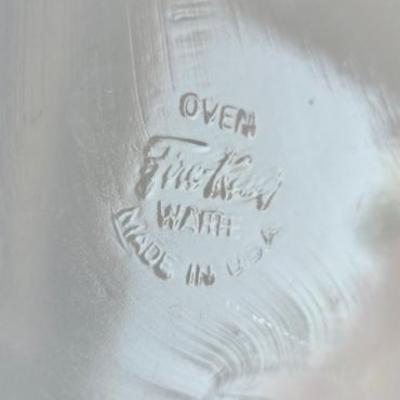 OVEN
Fire-King
WARE
MADE IN U.S.A.